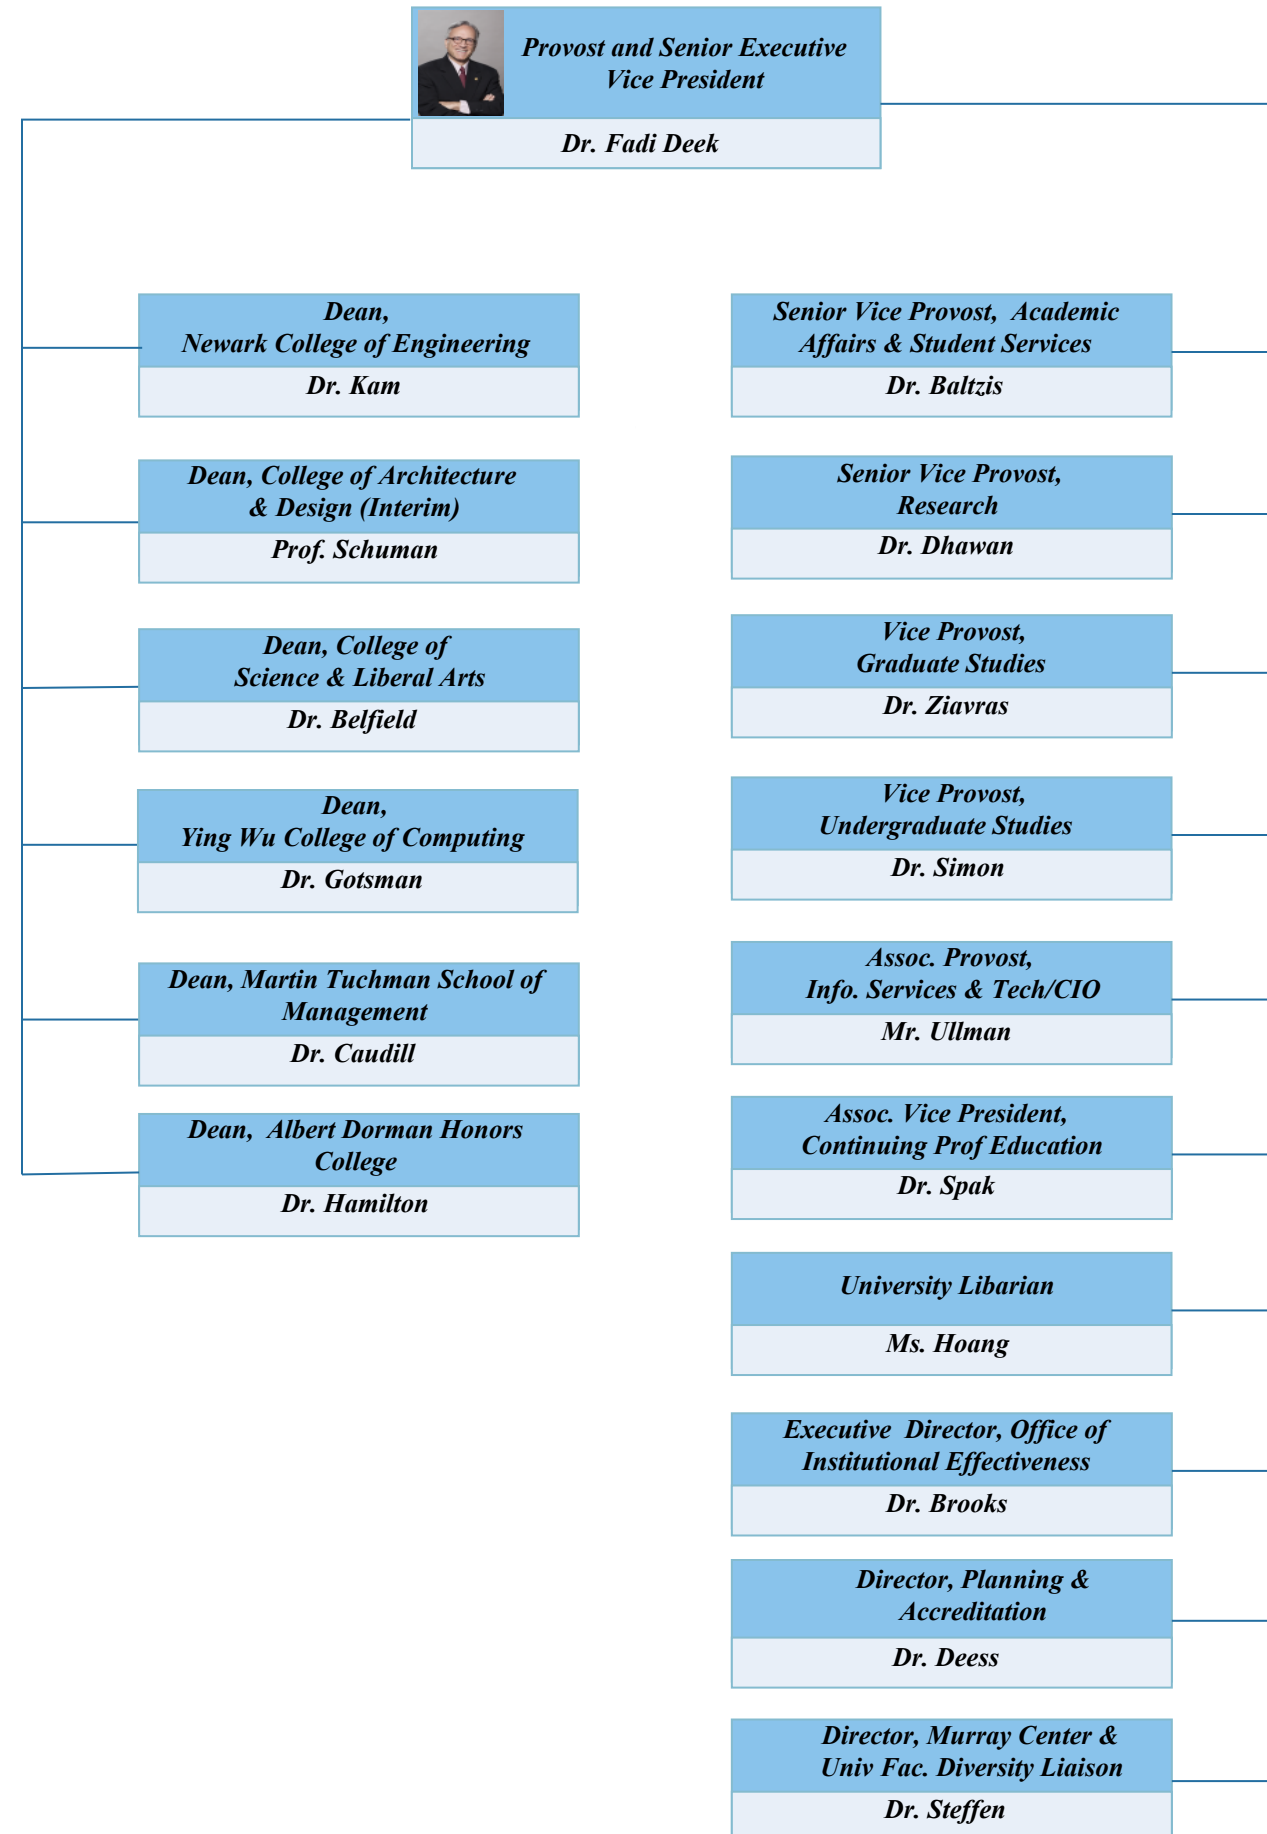 Provost and Senior Executive
Vice President
Dr. Fadi Deek
Dean,
Newark College of Engineering
Dr. Kam
Dean, College of Architecture
& Design (Interim)
Prof. Schuman
Dean, College of
Science & Liberal Arts
Dr. Belfield
Dean,
Ying Wu College of Computing
Dr. Gotsman
Dean, Martin Tuchman School of
Management
Dr. Caudill
Dean, Albert Dorman Honors
College
Dr. Hamilton
Senior Vice Provost, Academic
Affairs & Student Services
Dr. Baltzis
Senior Vice Provost,
Research
Dr. Dhawan
Vice Provost,
Graduate Studies
Dr. Ziavras
Vice Provost,
Undergraduate Studies
Dr. Simon
Assoc. Provost,
Info. Services & Tech/CIO
Mr. Ullman
Assoc. Vice President,
Continuing Prof Education
Dr. Spak
University Libarian
Ms. Hoang
Executive Director, Office of
Institutional Effectiveness
Dr. Brooks
Director, Planning &
Accreditation
Dr. Deess
Director, Murray Center &
Univ Fac. Diversity Liaison
Dr. Steffen